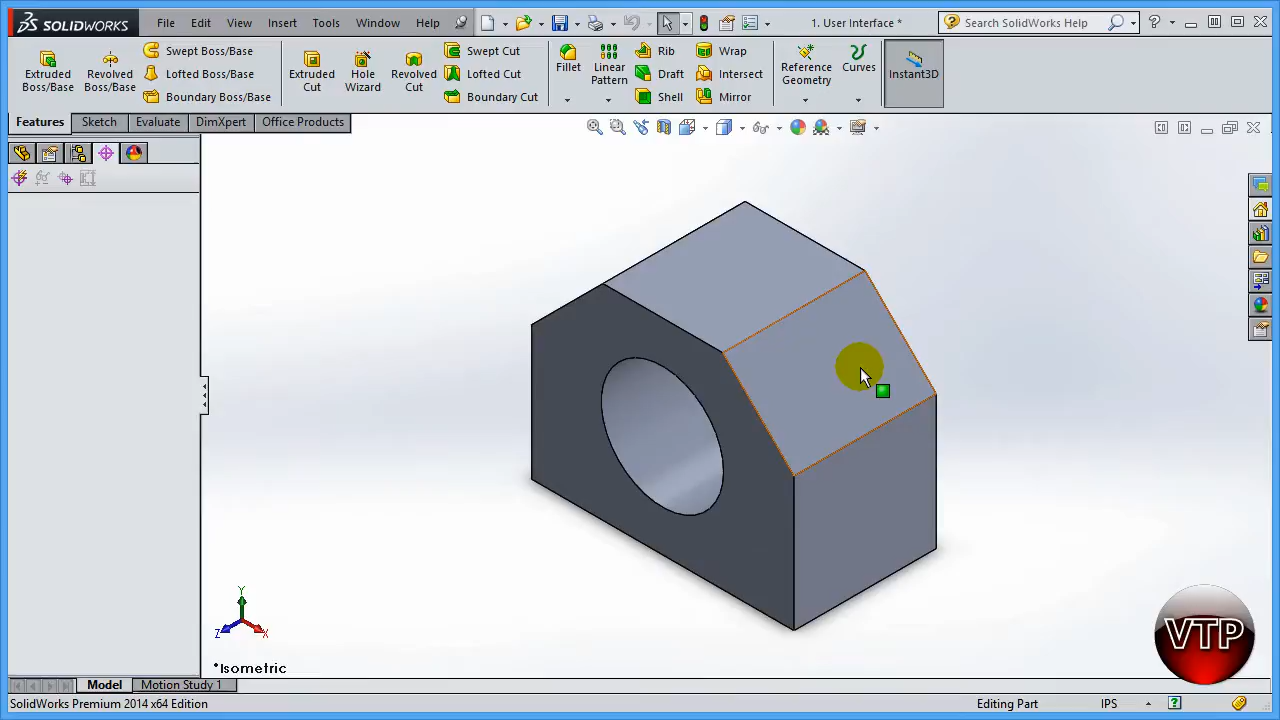 SOLIDWORKS File Edit View Insert Tools Window Help 1. User Interface * Search SolidWorks Help ?
Extruded Boss/Base
Revolved Boss/Base
Swept Boss/Base
Lofted Boss/Base
Boundary Boss/Base
Extruded Cut
Hole Wizard
Revolved Cut
Swept Cut
Lofted Cut
Boundary Cut
Fillet
Linear Pattern
Rib
Draft
Shell
Wrap
Intersect
Mirror
Reference Geometry
Curves
Instant3D
Features Sketch Evaluate DimXpert Office Products
Y
Z
X
*Isometric
VTP
Model Motion Study 1
SolidWorks Premium 2014 x64 Edition Editing Part IPS ?